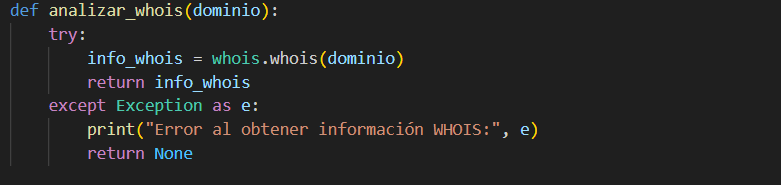 def analizar_whois(dominio):
    try:
        info_whois = whois.whois(dominio)
        return info_whois
    except Exception as e:
        print("Error al obtener información WHOIS:", e)
        return None